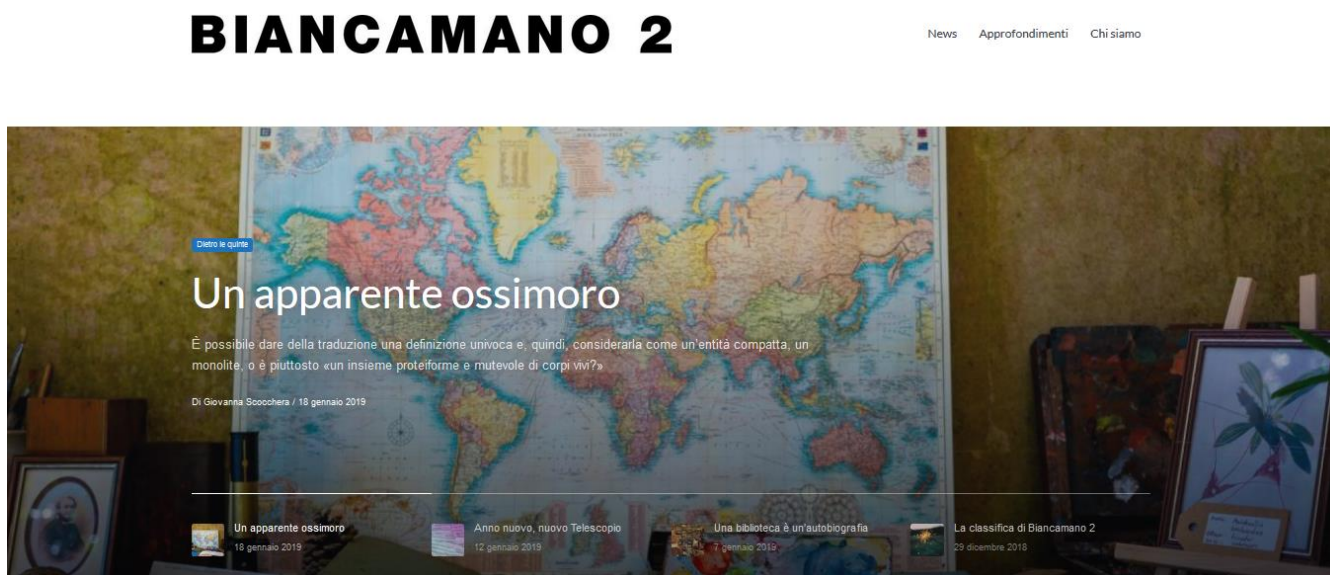 BIANCAMANO 2
News Approfondimenti Chi siamo
Dietro le quinte
Un apparente ossimoro
È possibile dare della traduzione una definizione univoca e, quindi, considerarla come un'entità compatta, un
monolite, o è piuttosto «un insieme proteiforme e mutevole di corpi vivi?»
Di Giovanna Scocchera / 18 gennaio 2019
Un apparente ossimoro
18 gennaio 2019
Anno nuovo, nuovo Telescopio
12 gennaio 2019
Una biblioteca è un'autobiografia
7 gennaio 2019
La classifica di Biancamano 2
29 dicembre 2018